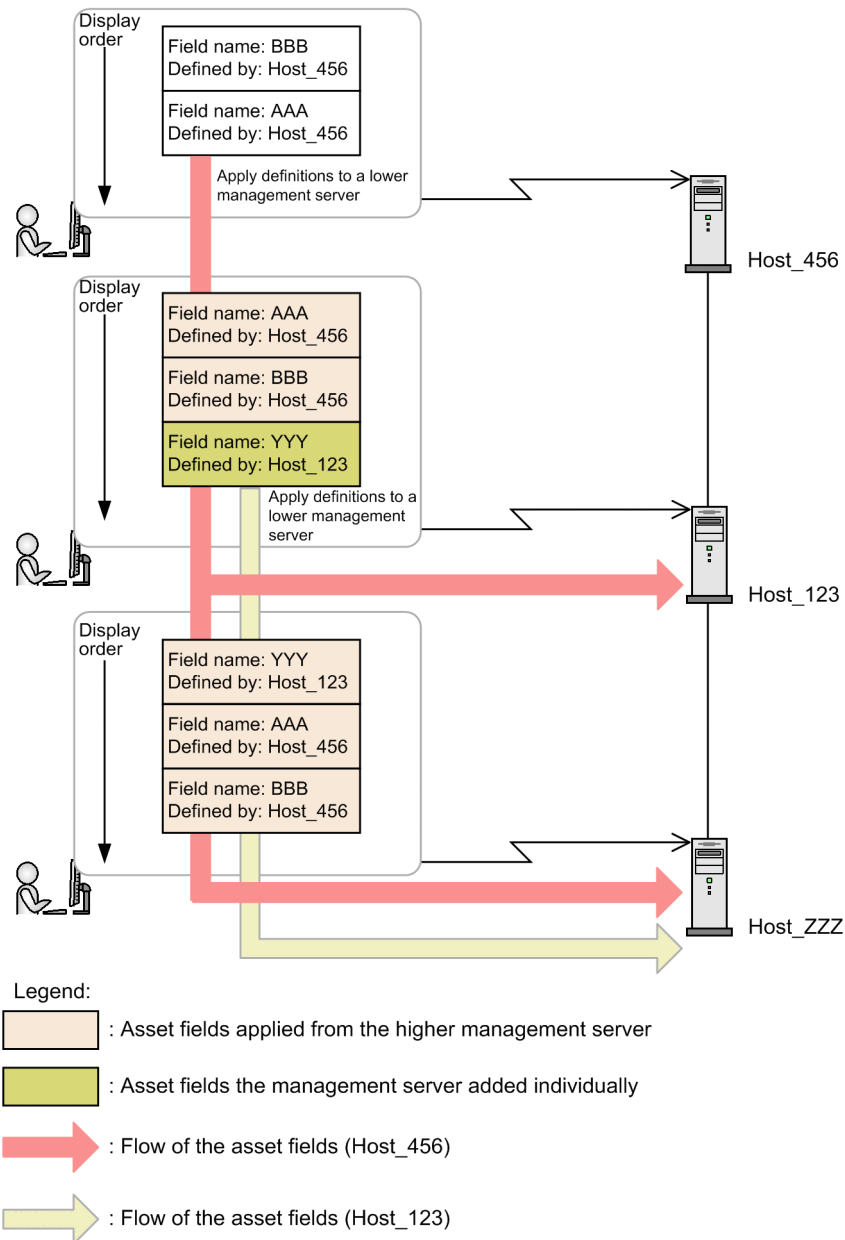 Display
order
Field name: BBB
Defined by: Host_456
Field name: AAA
Defined by: Host_456
Apply definitions to a lower
management server
Host_456
Display
order
Field name: AAA
Defined by: Host_456
Field name: BBB
Defined by: Host_456
Field name: YYY
Defined by: Host_123
Apply definitions to a
lower management
server
Host_123
Display
order
Field name: YYY
Defined by: Host_123
Field name: AAA
Defined by: Host_456
Field name: BBB
Defined by: Host_456
Host_ZZZ
Legend:
: Asset fields applied from the higher management server
: Asset fields the management server added individually
: Flow of the asset fields (Host_456)
: Flow of the asset fields (Host_123)